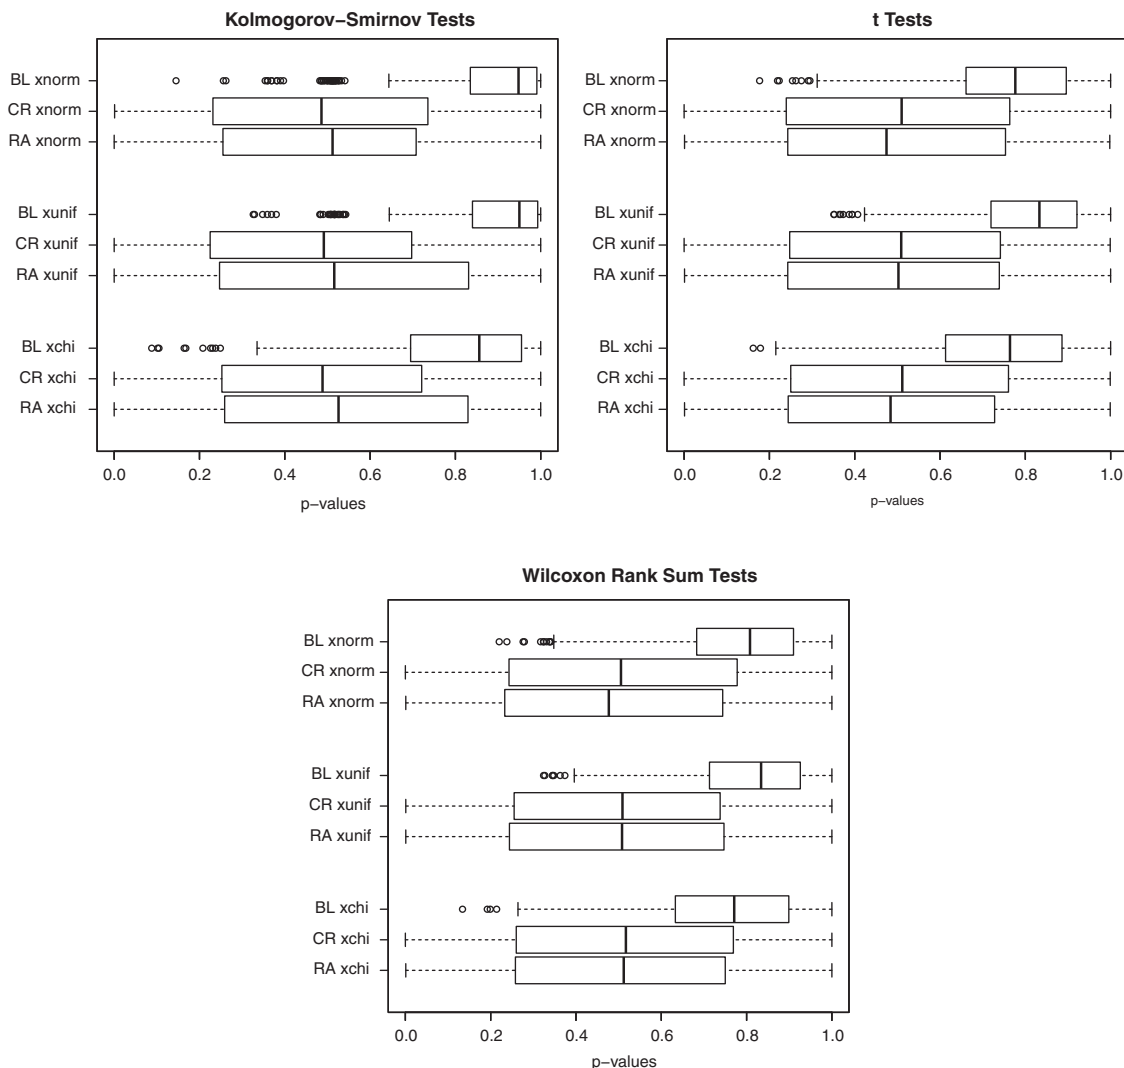 Kolmogorov−Smirnov Tests
BL xnorm
CR xnorm
RA xnorm
BL xunif
CR xunif
RA xunif
BL xchi
CR xchi
RA xchi
0.0 0.2 0.4 0.6 0.8 1.0
p−values
t Tests
BL xnorm
CR xnorm
RA xnorm
BL xunif
CR xunif
RA xunif
BL xchi
CR xchi
RA xchi
0.0 0.2 0.4 0.6 0.8 1.0
p−values
Wilcoxon Rank Sum Tests
BL xnorm
CR xnorm
RA xnorm
BL xunif
CR xunif
RA xunif
BL xchi
CR xchi
RA xchi
0.0 0.2 0.4 0.6 0.8 1.0
p−values